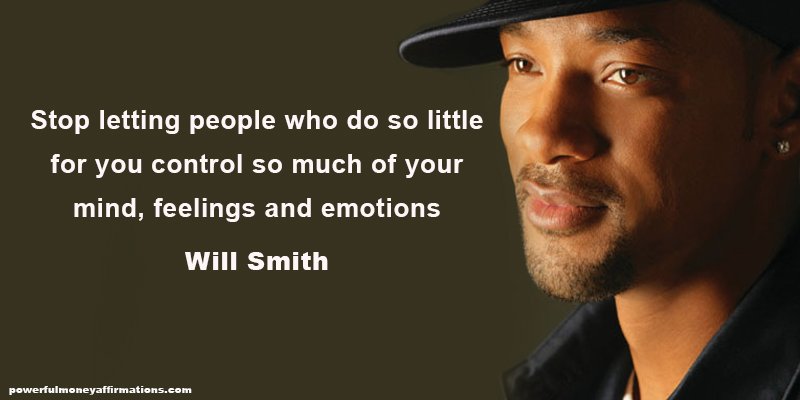 Stop letting people who do so little
for you control so much of your
mind, feelings and emotions
Will Smith
powerfulmoneyaffirmations.com